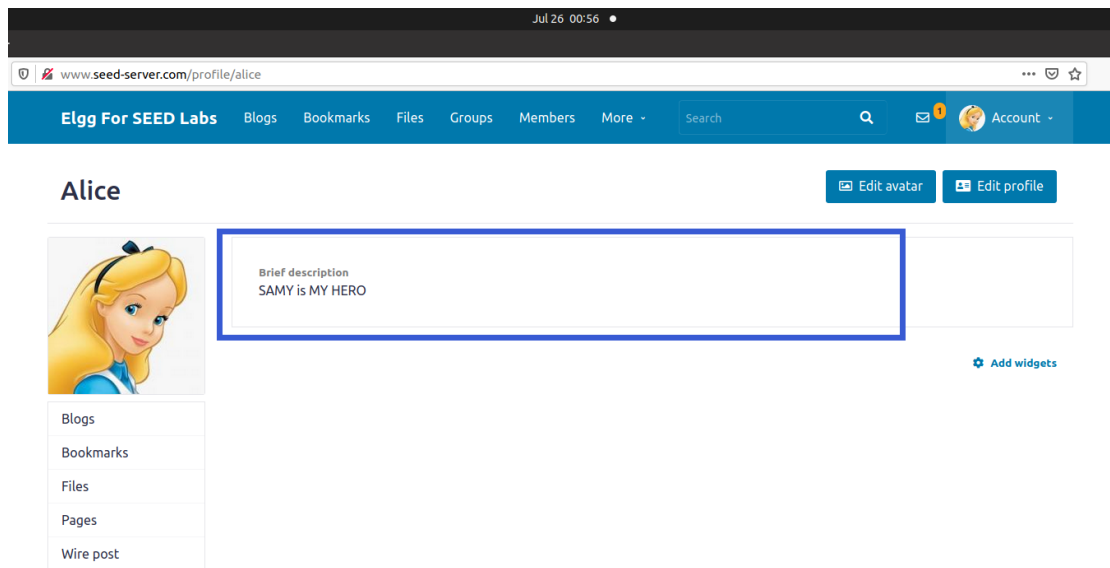 Jul 26 00:56
www.seed-server.com/profile/alice
Elgg For SEED Labs Blogs Bookmarks Files Groups Members More Search 1 Account
Alice Edit avatar Edit profile
Brief description
SAMY is MY HERO
Add widgets
Blogs
Bookmarks
Files
Pages
Wire post